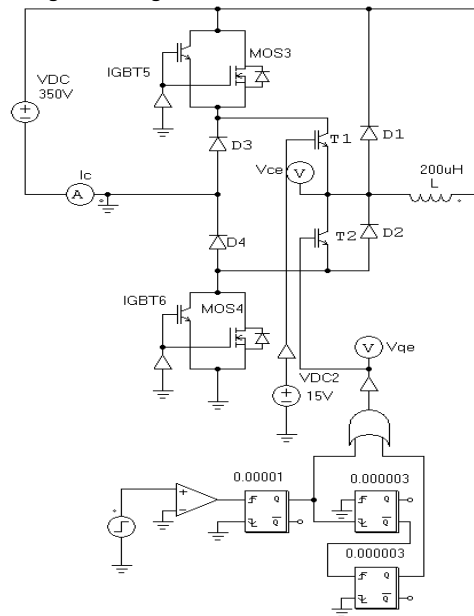 MOS3
IGBT5
VDC
350V
D3
T1
D1
Vce
V
200uH
L
Ic
A
D4
T2
D2
IGBT6
MOS4
V
Vge
VDC2
15V
0.00001
0.000003
Q
Q
Q
Q
0.000003
Q
Q